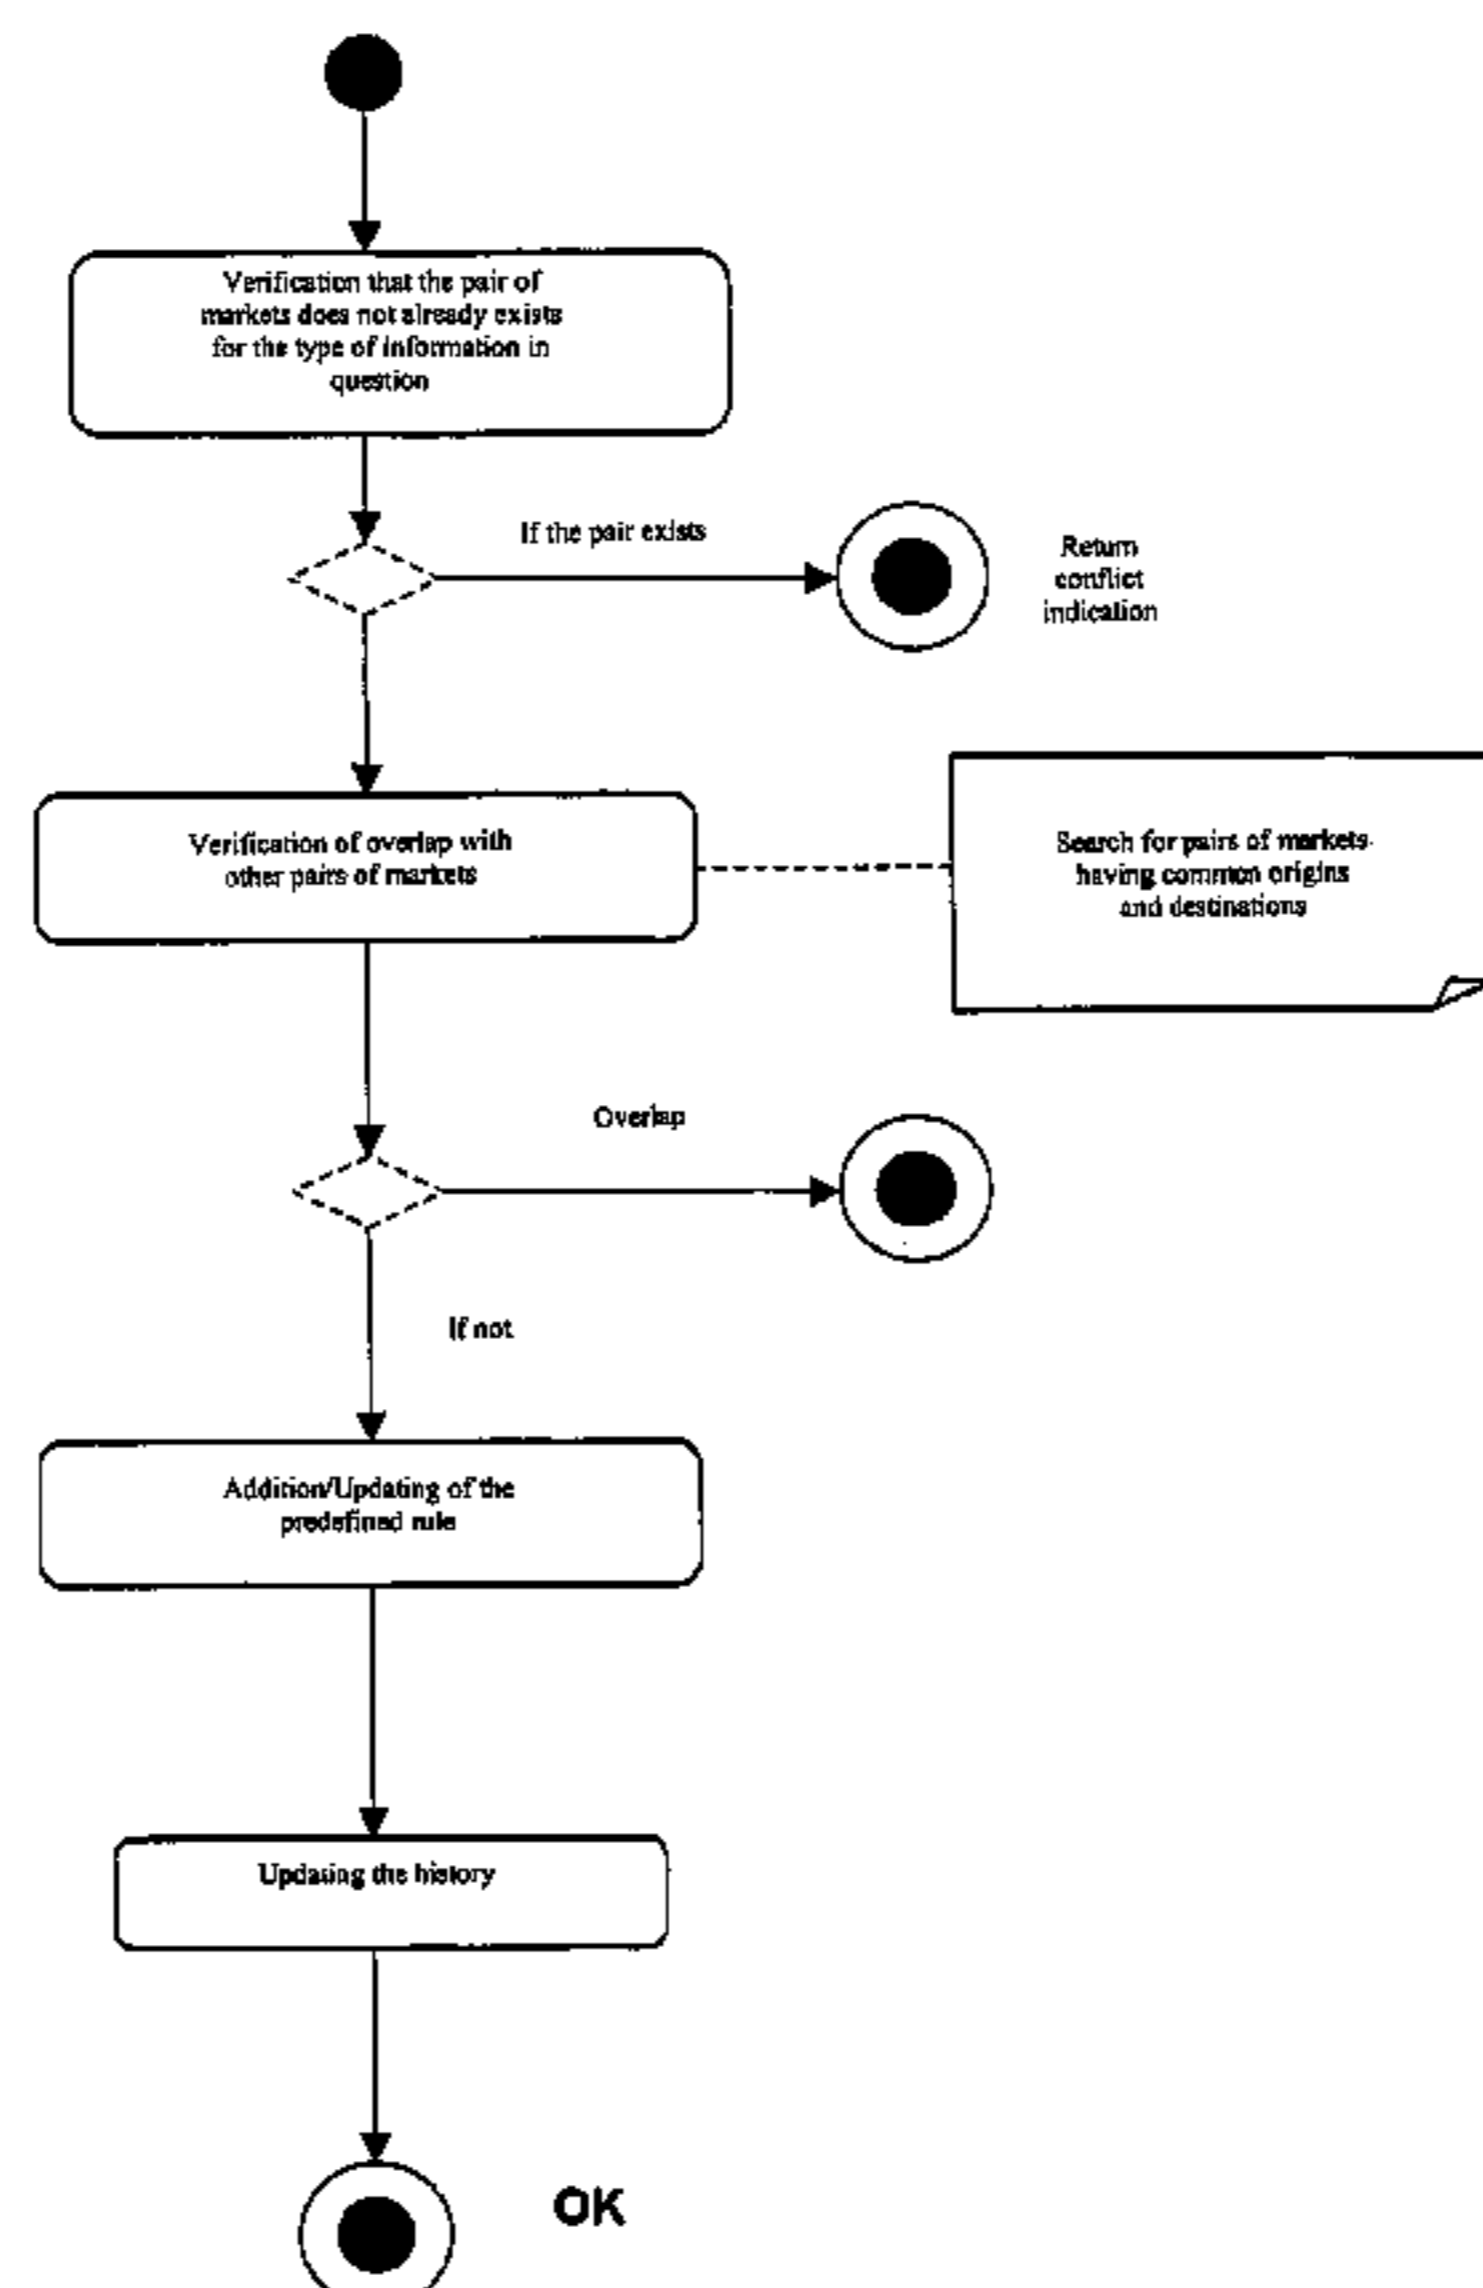 Verification that the pair of
markets does not already exists
for the type of information in
question
If the pair exists
Return
conflict
indication
Verification of overlap with
other pairs of markets
Search for pairs of markets
having common origins
and destinations
Overlap
If not
Addition/Updating of the
predefined rule
Updating the history
OK